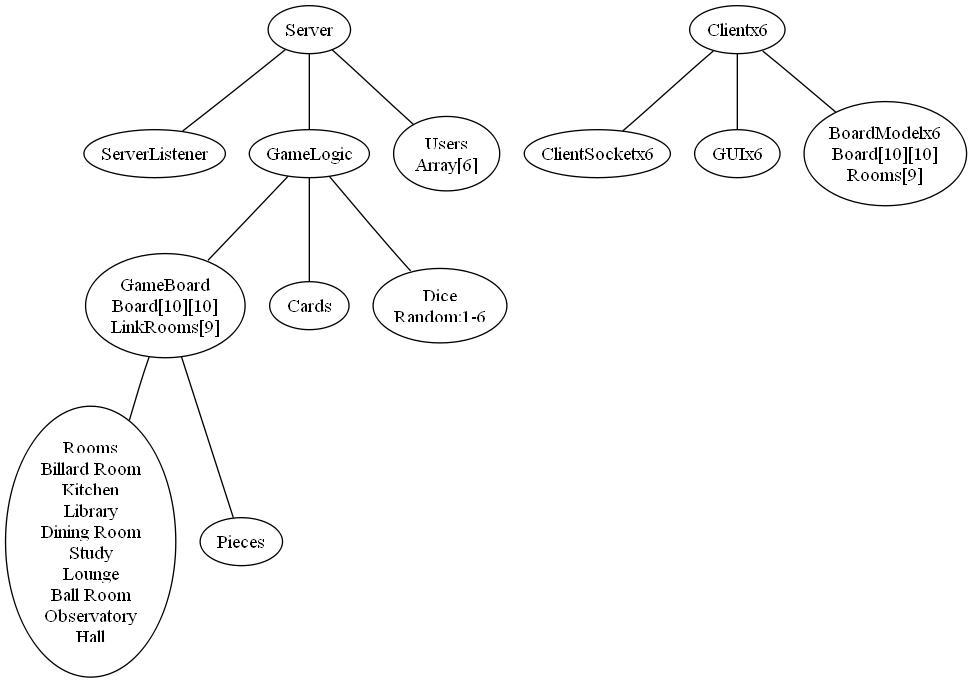 Server
Clientx6
ServerListener
GameLogic
Users
Array[6]
ClientSocketx6
GUIx6
BoardModelx6
Board[10][10]
Rooms[9]
GameBoard
Board[10][10]
LinkRooms[9]
Cards
Dice
Random:1-6
Rooms
Billard Room
Kitchen
Library
Dining Room
Study
Lounge
Ball Room
Observatory
Hall
Pieces